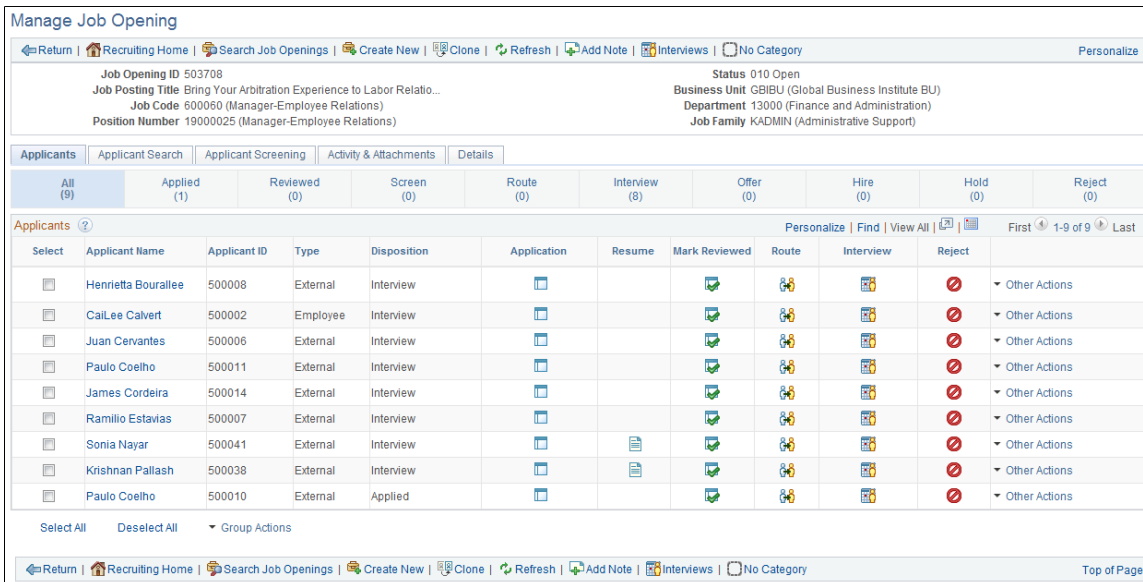 Manage Job Opening
Return | Recruiting Home | Search Job Openings | Create New | Clone | Refresh | Add Note | Interviews | No Category Personalize
Job Opening ID 503708 Status 010 Open
Job Posting Title Bring Your Arbitration Experience to Labor Relatio... Business Unit GBIBU (Global Business Institute BU)
Job Code 600060 (Manager-Employee Relations) Department 13000 (Finance and Administration)
Position Number 19000025 (Manager-Employee Relations) Job Family KADMIN (Administrative Support)
Applicants Applicant Search Applicant Screening Activity & Attachments Details
All Applied Reviewed Screen Route Interview Offer Hire Hold Reject
(9) (1) (0) (0) (0) (8) (0) (0) (0) (0)
Applicants ? Personalize | Find | View All | | First 1-9 of 9 Last
Select Applicant Name Applicant ID Type Disposition Application Resume Mark Reviewed Route Interview Reject
Henrietta Bourallee 500008 External Interview Other Actions
CaiLee Calvert 500002 Employee Interview Other Actions
Juan Cervantes 500006 External Interview Other Actions
Paulo Coelho 500011 External Interview Other Actions
James Cordeira 500014 External Interview Other Actions
Ramilio Estavias 500007 External Interview Other Actions
Sonia Nayar 500041 External Interview Other Actions
Krishnan Pallash 500038 External Interview Other Actions
Paulo Coelho 500010 External Applied Other Actions
Select All Deselect All Group Actions
Return | Recruiting Home | Search Job Openings | Create New | Clone | Refresh | Add Note | Interviews | No Category Top of Page